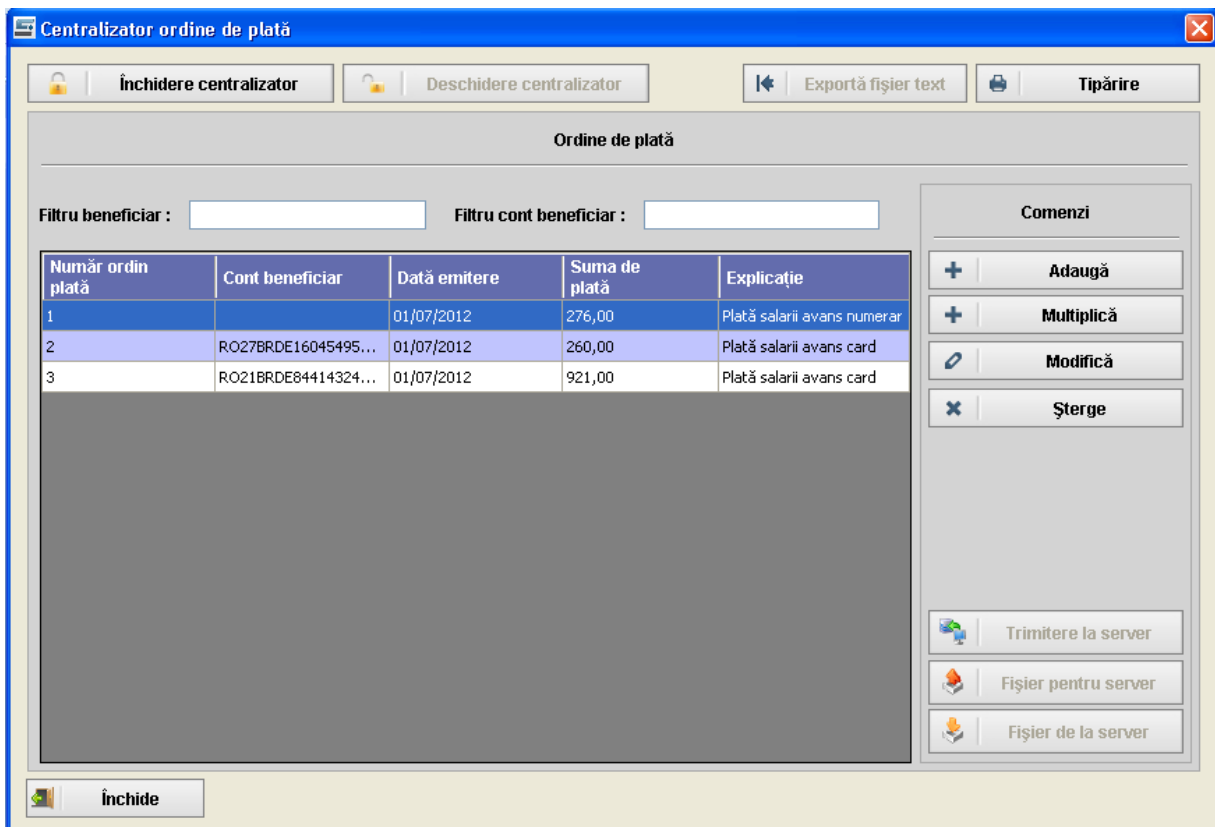 Centralizator ordine de plată
Închidere centralizator
Deschidere centralizator
Exportă fişier text
Tipărire
Ordine de plată
Filtru beneficiar :
Filtru cont beneficiar :
Comenzi
Număr ordin
plată
Cont beneficiar
Dată emitere
Suma de
plată
Explicaţie
1 01/07/2012 276,00 Plată salarii avans numerar
2 RO27BRDE16045495... 01/07/2012 260,00 Plată salarii avans card
3 RO21BRDE84414324... 01/07/2012 921,00 Plată salarii avans card
Adaugă
Multiplică
Modifică
Şterge
Trimitere la server
Fişier pentru server
Fişier de la server
Închide